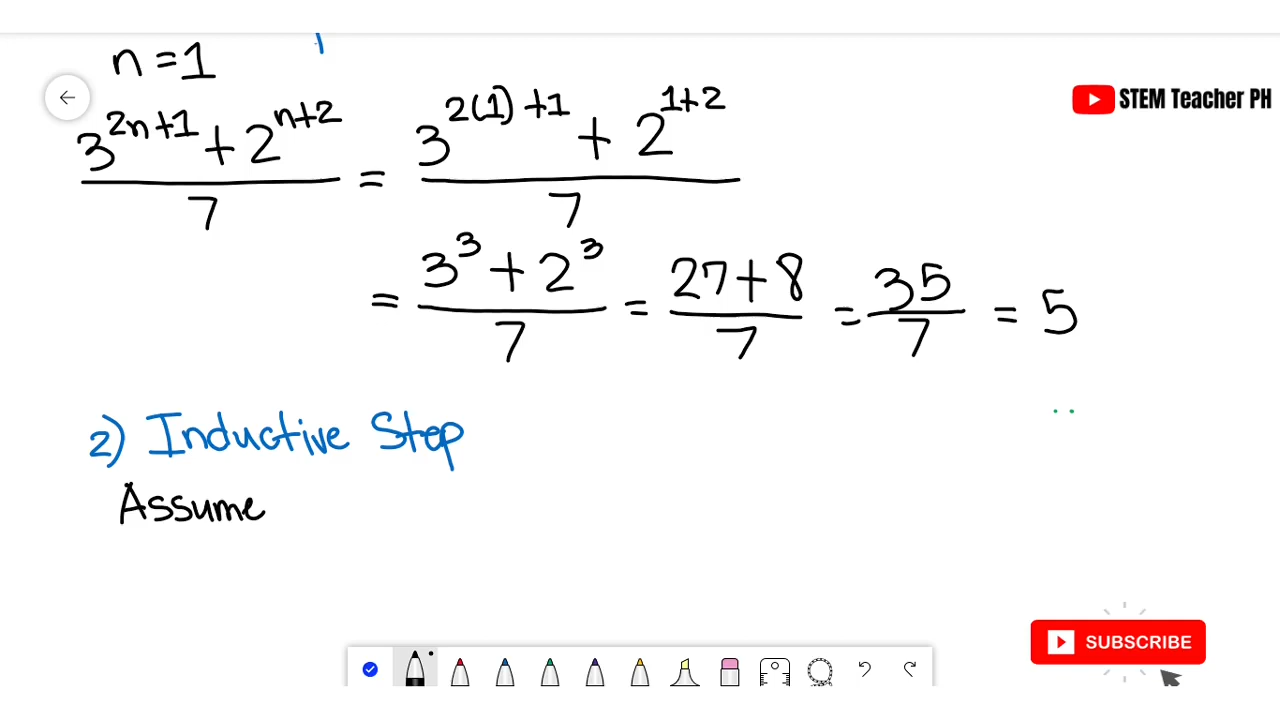 n = 1
STEM Teacher PH
(3^(2n+1) + 2^(n+2))/7 = (3^(2(1)+1) + 2^(1+2))/7
= (3^3 + 2^3)/7 = (27+8)/7 = 35/7 = 5
2) Inductive Step
Assume
SUBSCRIBE